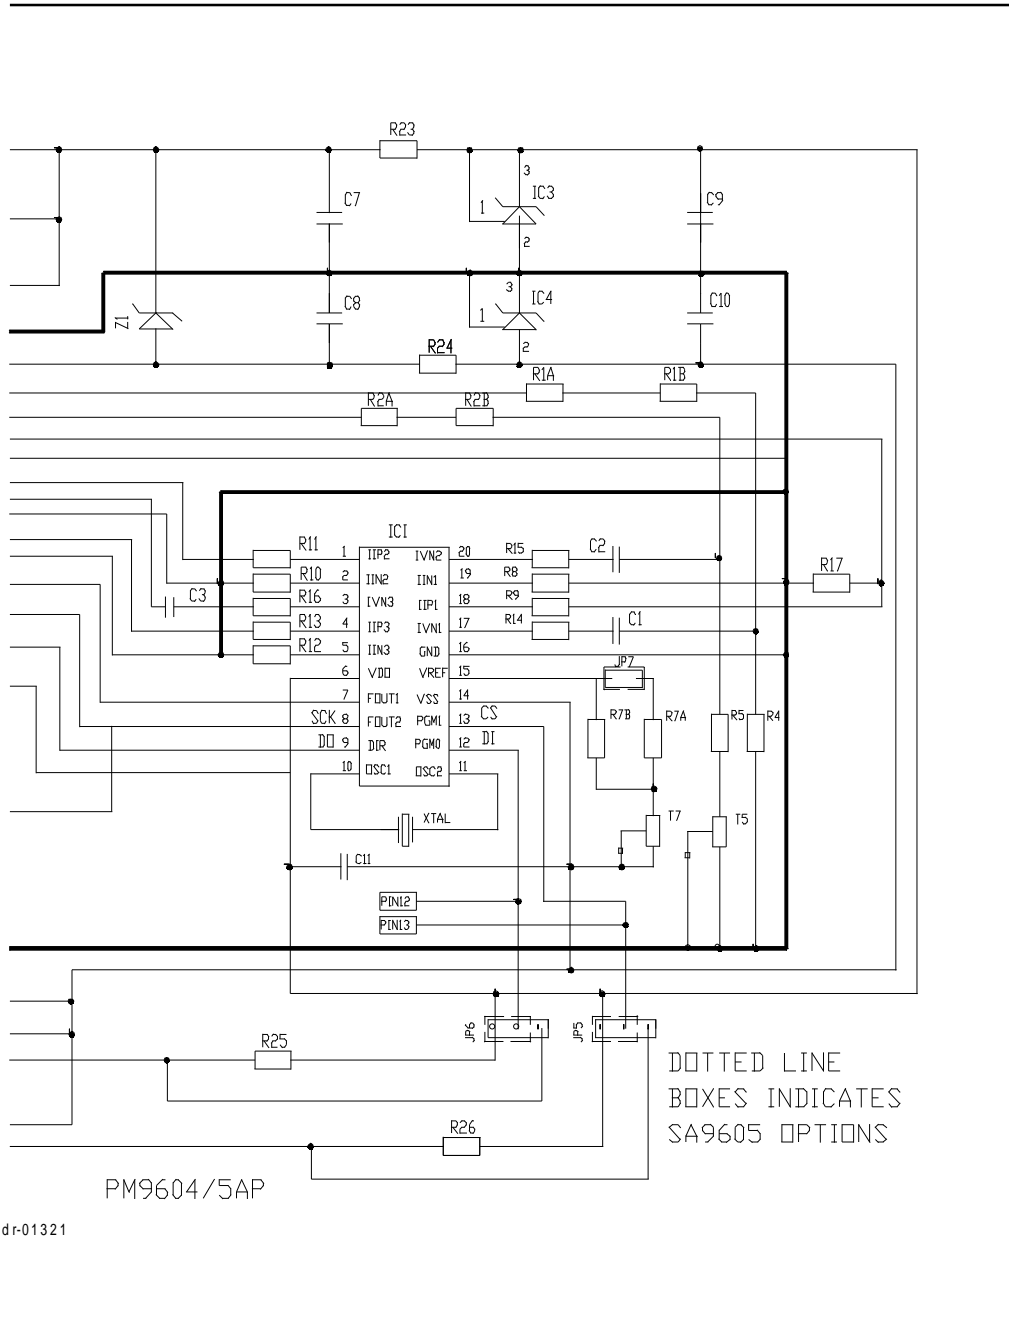 R23
3
C7
IC3
C9
1
2
3
C8
IC4
C10
Z1
1
2
R24
R1A
R1B
R2A
R2B
ICI
R11
1
IIP2
IVN2
20
R15
C2
R10
2
IIN2
IIN1
19
R8
R17
C3
R16
3
IVN3
IIP1
18
R9
R13
4
IIP3
IVN1
17
R14
C1
R12
5
IIN3
GND
16
6
VDD
VREF
15
JP7
7
FOUT1
VSS
14
SCK
8
FOUT2
PGM1
13
CS
R7B
R7A
R5
R4
DO
9
DIR
PGM0
12
DI
10
OSC1
OSC2
11
XTAL
T7
T5
C11
PIN12
PIN13
JP6
JP5
R25
DOTTED LINE
BOXES INDICATES
SA9605 OPTIONS
R26
PM9604/5AP
dr-01321